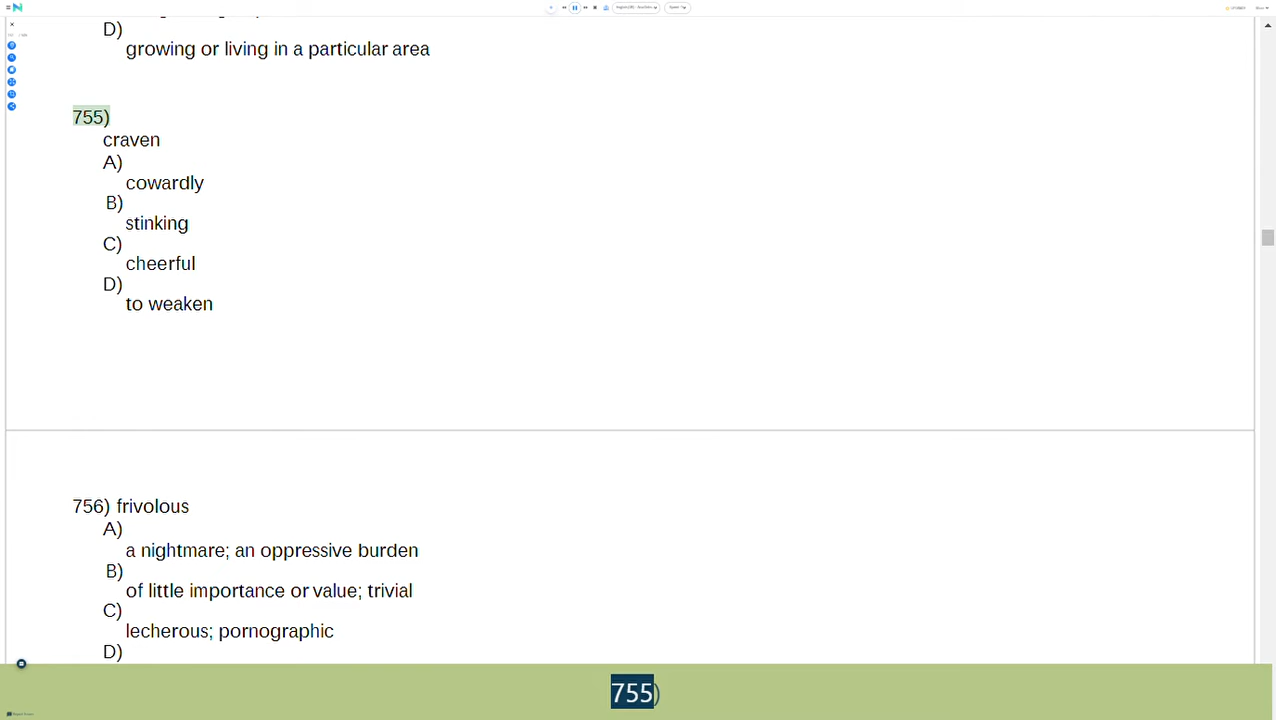 D)
growing or living in a particular area
755)
craven
A)
cowardly
B)
stinking
C)
cheerful
D)
to weaken
756) frivolous
A)
a nightmare; an oppressive burden
B)
of little importance or value; trivial
C)
lecherous; pornographic
D)
755)